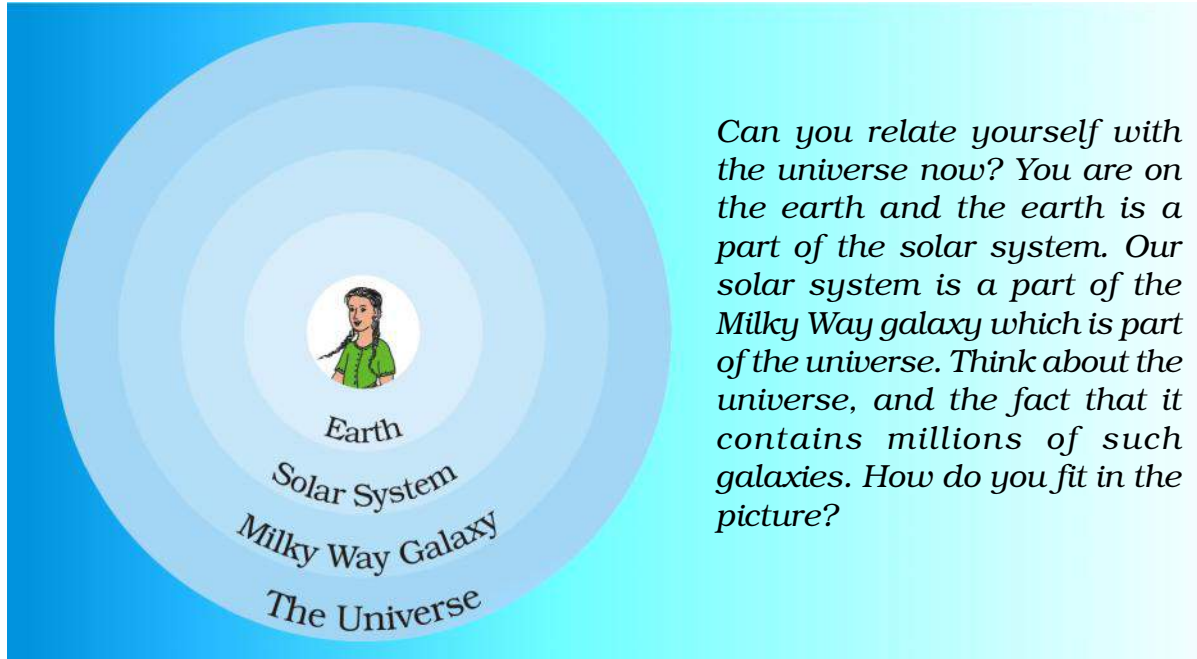 Earth
Solar System
Milky Way Galaxy
The Universe
Can you relate yourself with
the universe now? You are on
the earth and the earth is a
part of the solar system. Our
solar system is a part of the
Milky Way galaxy which is part
of the universe. Think about the
universe, and the fact that it
contains millions of such
galaxies. How do you fit in the
picture?